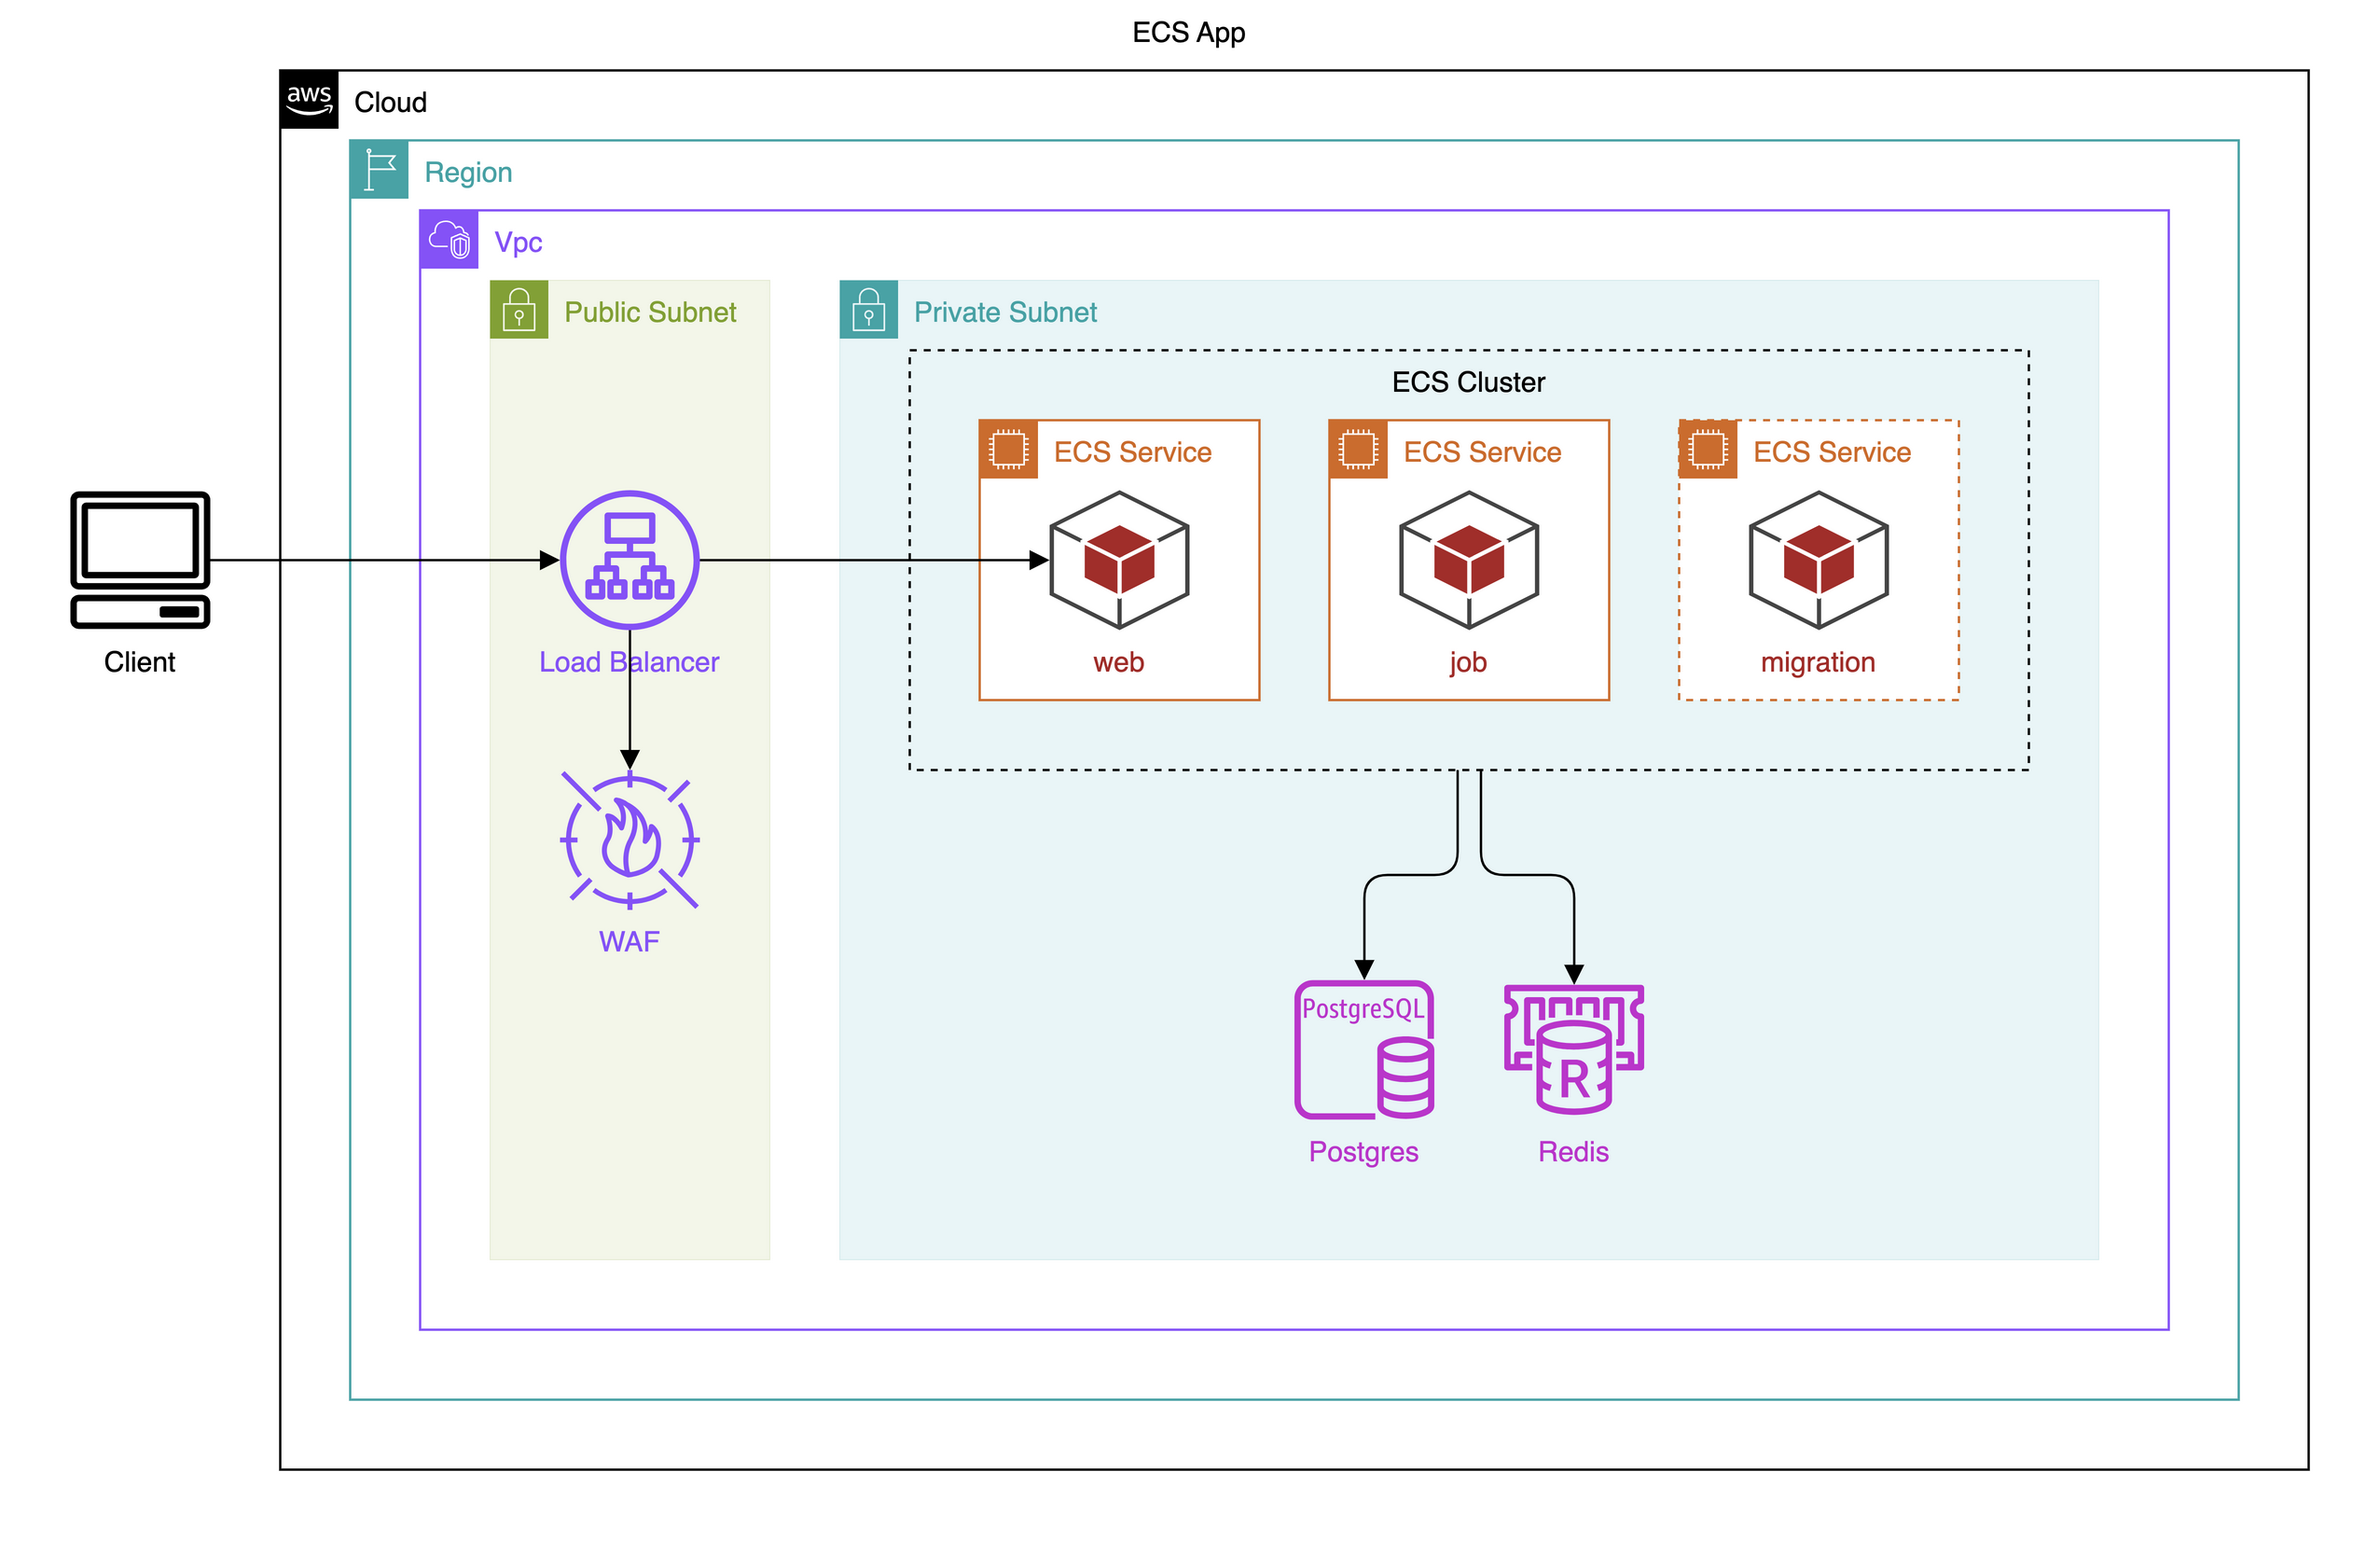 ECS App
aws
Cloud
Region
Vpc
Public Subnet
Private Subnet
ECS Cluster
ECS Service
ECS Service
ECS Service
Client
Load Balancer
web
job
migration
WAF
PostgreSQL
R
Postgres
Redis